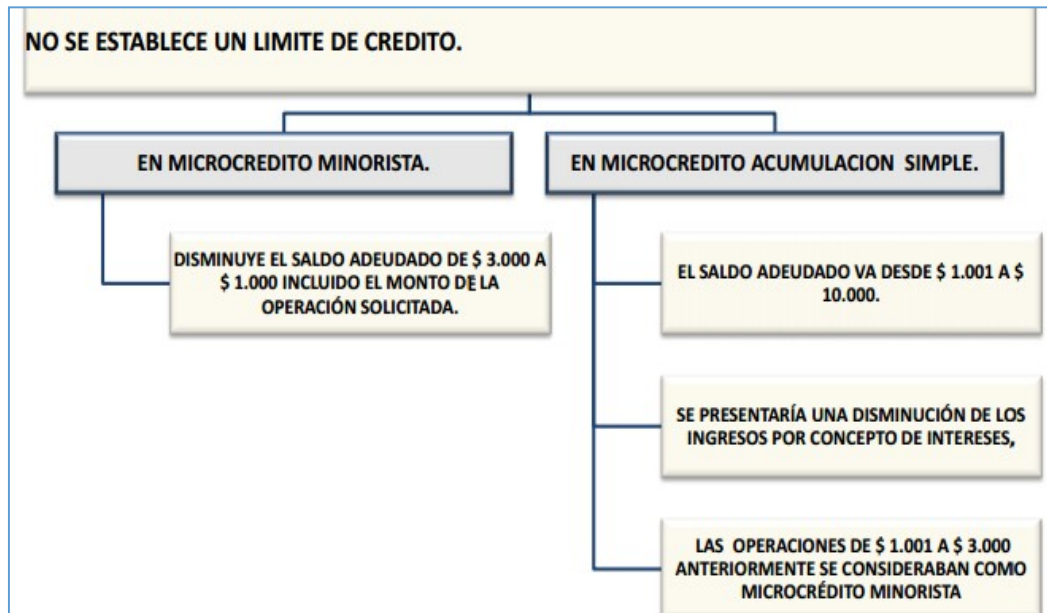 NO SE ESTABLECE UN LIMITE DE CREDITO.
EN MICROCREDITO MINORISTA.
DISMINUYE EL SALDO ADEUDADO DE $ 3.000 A
$ 1.000 INCLUIDO EL MONTO DE LA
OPERACIÓN SOLICITADA.
EN MICROCREDITO ACUMULACION SIMPLE.
EL SALDO ADEUDADO VA DESDE $ 1.001 A $
10.000.
SE PRESENTARÍA UNA DISMINUCIÓN DE LOS
INGRESOS POR CONCEPTO DE INTERESES,
LAS OPERACIONES DE $ 1.001 A $ 3.000
ANTERIORMENTE SE CONSIDERABAN COMO
MICROCRÉDITO MINORISTA